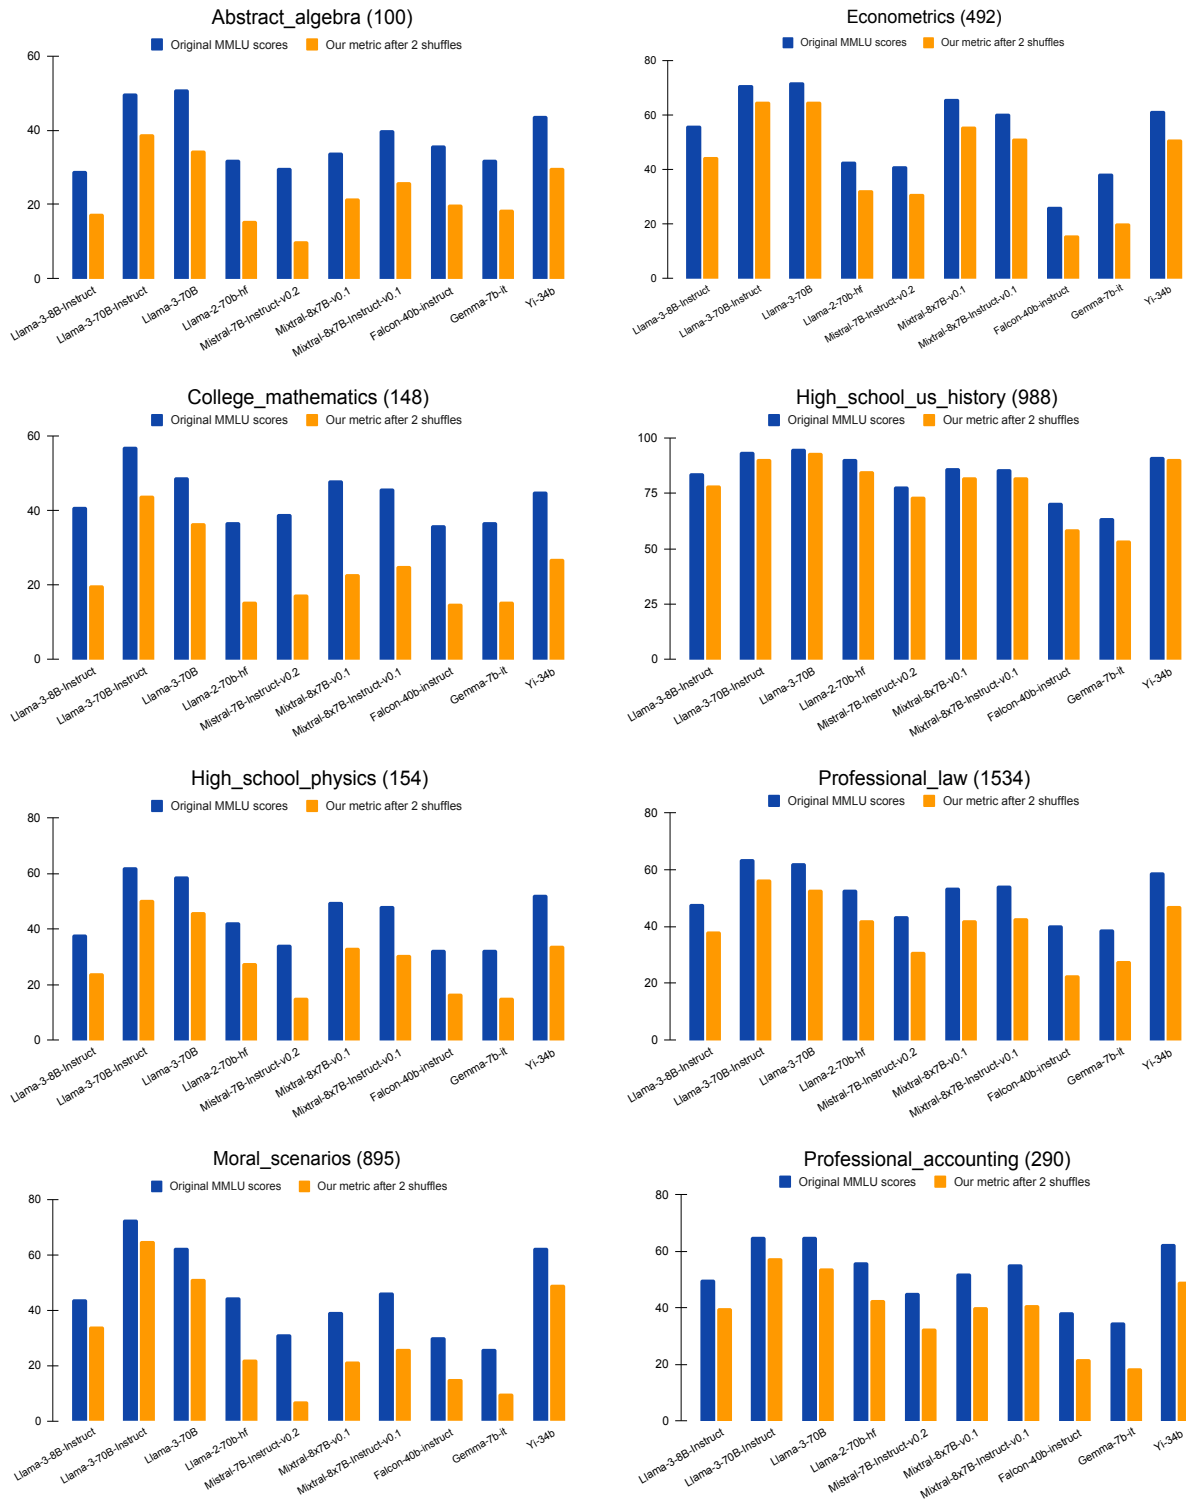 Abstract_algebra (100)
Original MMLU scores Our metric after 2 shuffles
60
40
20
0
Llama-3-8B-Instruct
Llama-3-70B-Instruct
Llama-3-70B
Llama-2-70b-hf
Mistral-7B-Instruct-v0.2
Mixtral-8x7B-v0.1
Mixtral-8x7B-Instruct-v0.1
Falcon-40b-instruct
Gemma-7b-it
Yi-34b
Econometrics (492)
Original MMLU scores Our metric after 2 shuffles
80
60
40
20
0
Llama-3-8B-Instruct
Llama-3-70B-Instruct
Llama-3-70B
Llama-2-70b-hf
Mistral-7B-Instruct-v0.2
Mixtral-8x7B-v0.1
Mixtral-8x7B-Instruct-v0.1
Falcon-40b-instruct
Gemma-7b-it
Yi-34b
College_mathematics (148)
Original MMLU scores Our metric after 2 shuffles
60
40
20
0
Llama-3-8B-Instruct
Llama-3-70B-Instruct
Llama-3-70B
Llama-2-70b-hf
Mistral-7B-Instruct-v0.2
Mixtral-8x7B-v0.1
Mixtral-8x7B-Instruct-v0.1
Falcon-40b-instruct
Gemma-7b-it
Yi-34b
High_school_us_history (988)
Original MMLU scores Our metric after 2 shuffles
100
75
50
25
0
Llama-3-8B-Instruct
Llama-3-70B-Instruct
Llama-3-70B
Llama-2-70b-hf
Mistral-7B-Instruct-v0.2
Mixtral-8x7B-v0.1
Mixtral-8x7B-Instruct-v0.1
Falcon-40b-instruct
Gemma-7b-it
Yi-34b
High_school_physics (154)
Original MMLU scores Our metric after 2 shuffles
80
60
40
20
0
Llama-3-8B-Instruct
Llama-3-70B-Instruct
Llama-3-70B
Llama-2-70b-hf
Mistral-7B-Instruct-v0.2
Mixtral-8x7B-v0.1
Mixtral-8x7B-Instruct-v0.1
Falcon-40b-instruct
Gemma-7b-it
Yi-34b
Professional_law (1534)
Original MMLU scores Our metric after 2 shuffles
80
60
40
20
0
Llama-3-8B-Instruct
Llama-3-70B-Instruct
Llama-3-70B
Llama-2-70b-hf
Mistral-7B-Instruct-v0.2
Mixtral-8x7B-v0.1
Mixtral-8x7B-Instruct-v0.1
Falcon-40b-instruct
Gemma-7b-it
Yi-34b
Moral_scenarios (895)
Original MMLU scores Our metric after 2 shuffles
80
60
40
20
0
Llama-3-8B-Instruct
Llama-3-70B-Instruct
Llama-3-70B
Llama-2-70b-hf
Mistral-7B-Instruct-v0.2
Mixtral-8x7B-v0.1
Mixtral-8x7B-Instruct-v0.1
Falcon-40b-instruct
Gemma-7b-it
Yi-34b
Professional_accounting (290)
Original MMLU scores Our metric after 2 shuffles
80
60
40
20
0
Llama-3-8B-Instruct
Llama-3-70B-Instruct
Llama-3-70B
Llama-2-70b-hf
Mistral-7B-Instruct-v0.2
Mixtral-8x7B-v0.1
Mixtral-8x7B-Instruct-v0.1
Falcon-40b-instruct
Gemma-7b-it
Yi-34b